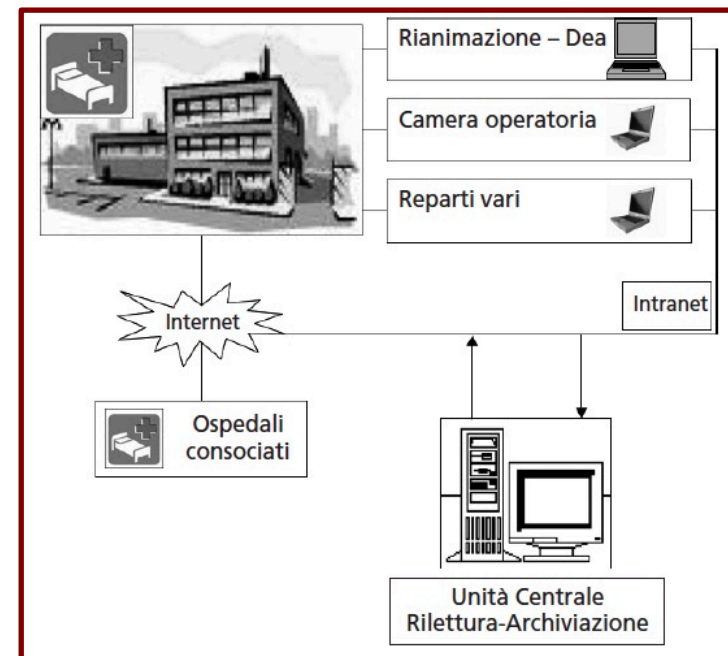 Rianimazione – Dea
Camera operatoria
Reparti vari
Intranet
Internet
Ospedali
consociati
Unità Centrale
Rilettura-Archiviazione